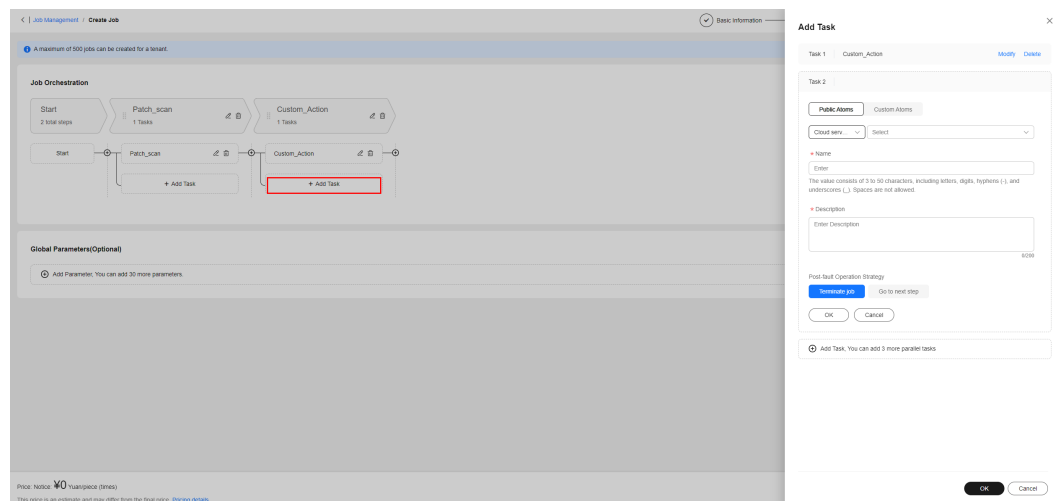 Job Management / Create Job
Basic Information
A maximum of 500 jobs can be created for a tenant.
Job Orchestration
Start
2 total steps
Patch_scan
1 Tasks
Custom_Action
1 Tasks
Start
Patch_scan
Custom_Action
+ Add Task
+ Add Task
Global Parameters(Optional)
Add Parameter, You can add 30 more parameters.
Price: Notice: ¥0 Yuan/piece (times)
This price is an estimate and may differ from the final price. Pricing details
Add Task
Task 1 Custom_Action Modify Delete
Task 2
Public Atoms Custom Atoms
Cloud serv... Select
* Name
Enter
The value consists of 3 to 50 characters, including letters, digits, hyphens (-), and
underscores (_). Spaces are not allowed.
* Description
Enter Description
0/200
Post-fault Operation Strategy
Terminate job Go to next step
OK Cancel
Add Task, You can add 3 more parallel tasks
OK Cancel